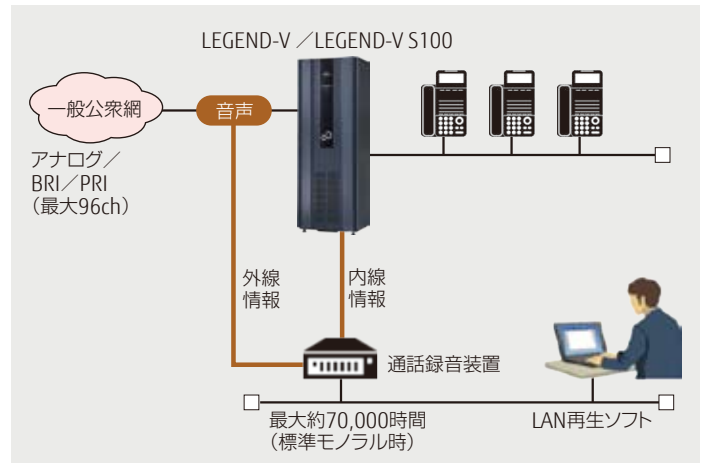 LEGEND-V ／LEGEND-V S100
一般公衆網
音声
アナログ／
BRI／PRI
（最大96ch）
外線
情報
内線
情報
通話録音装置
最大約70,000時間
（標準モノラル時）
LAN再生ソフト